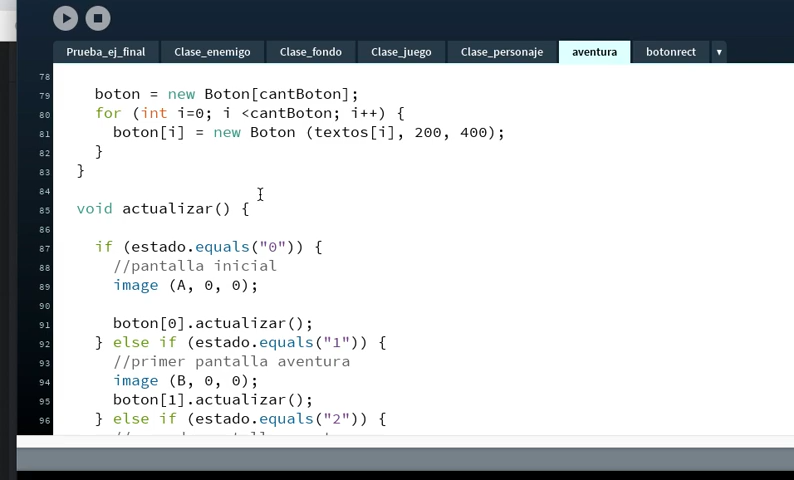 Prueba_ej_final Clase_enemigo Clase_fondo Clase_juego Clase_personaje aventura botonrect
78
79 boton = new Boton[cantBoton];
80 for (int i=0; i <cantBoton; i++) {
81 boton[i] = new Boton (textos[i], 200, 400);
82 }
83 }
84
85 void actualizar() {
86
87 if (estado.equals("0")) {
88 //pantalla inicial
89 image (A, 0, 0);
90
91 boton[0].actualizar();
92 } else if (estado.equals("1")) {
93 //primer pantalla aventura
94 image (B, 0, 0);
95 boton[1].actualizar();
96 } else if (estado.equals("2")) {